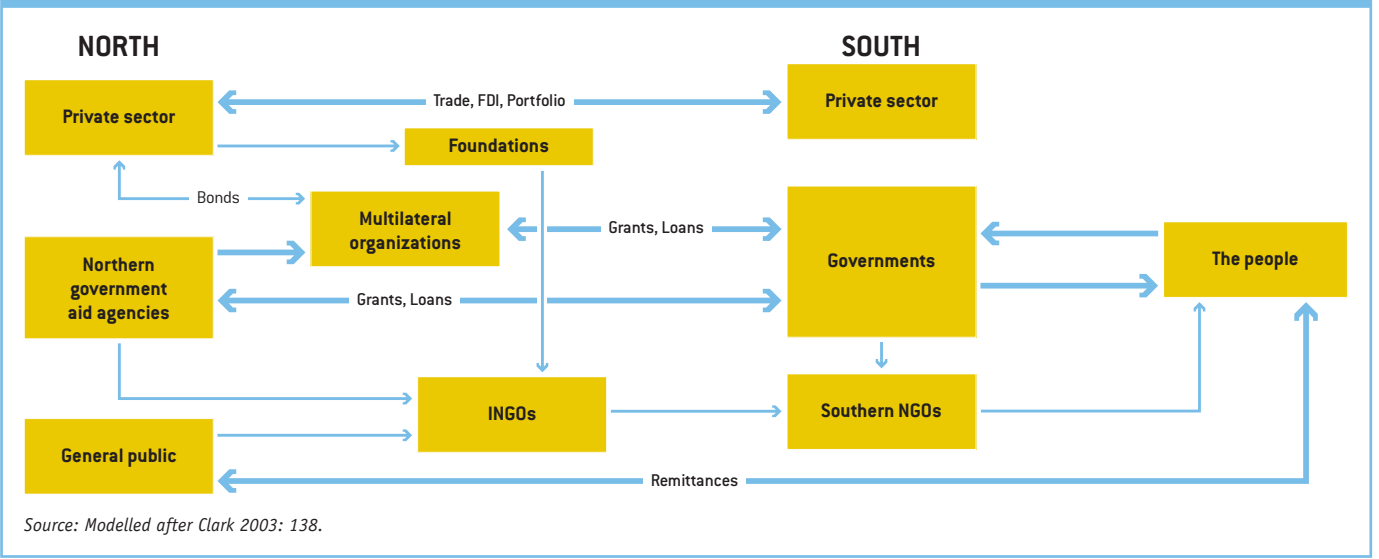 NORTH
SOUTH
Private sector
Trade, FDI, Portfolio
Private sector
Foundations
Bonds
Multilateral
organizations
Grants, Loans
Governments
The people
Northern
government
aid agencies
Grants, Loans
INGOs
Southern NGOs
General public
Remittances
Source: Modelled after Clark 2003: 138.